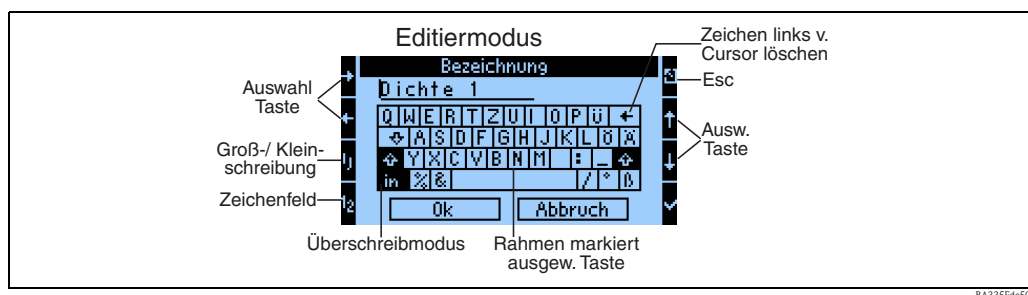 Editiermodus
Zeichen links v.
Cursor löschen
Esc
Auswahl
Taste
Ausw.
Taste
Groß-/ Klein-
schreibung
Zeichenfeld
Überschreibmodus
Rahmen markiert
ausgew. Taste
Bezeichnung
Dichte 1
Q W E R T Z U I O P Ü
A S D F G H J K L Ö Ä
Y X C V B N M : _
in % & / ° ß
Ok Abbruch